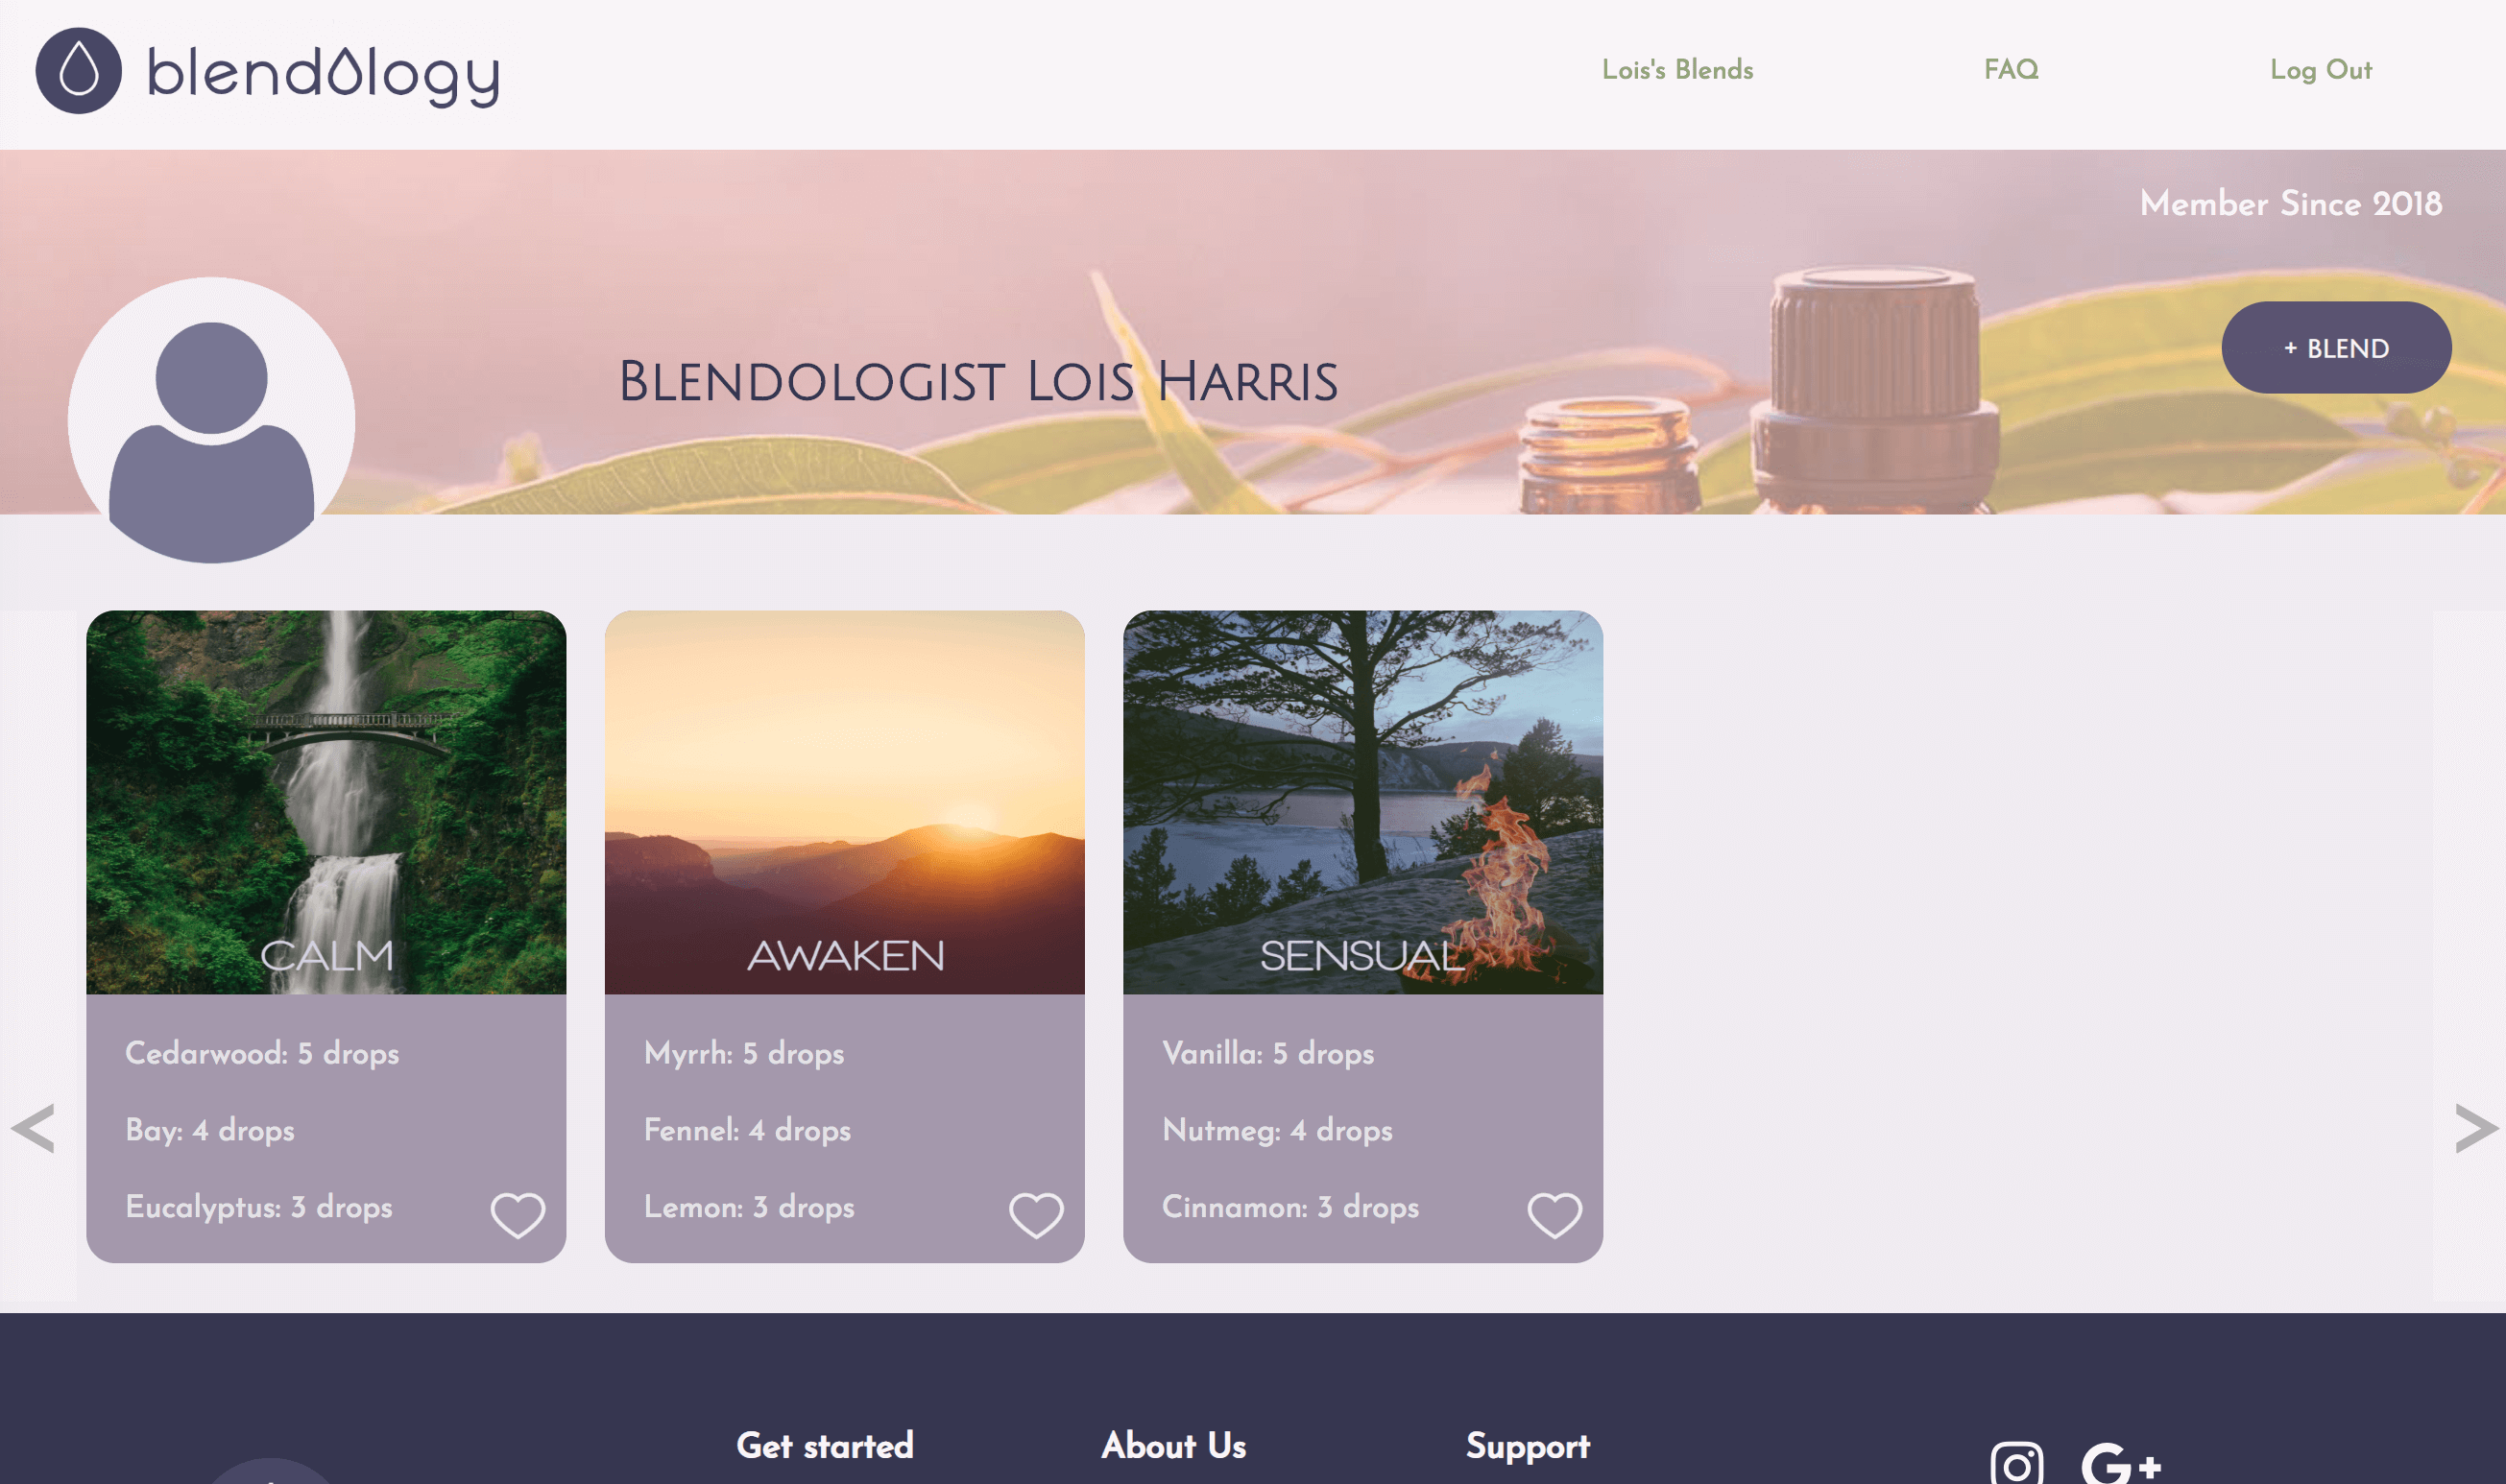 blendology
Lois's Blends
FAQ
Log Out
Member Since 2018
+ BLEND
Blendologist Lois Harris
CALM
Cedarwood: 5 drops
Bay: 4 drops
Eucalyptus: 3 drops
AWAKEN
Myrrh: 5 drops
Fennel: 4 drops
Lemon: 3 drops
SENSUAL
Vanilla: 5 drops
Nutmeg: 4 drops
Cinnamon: 3 drops
<
>
Get started
About Us
Support
G+